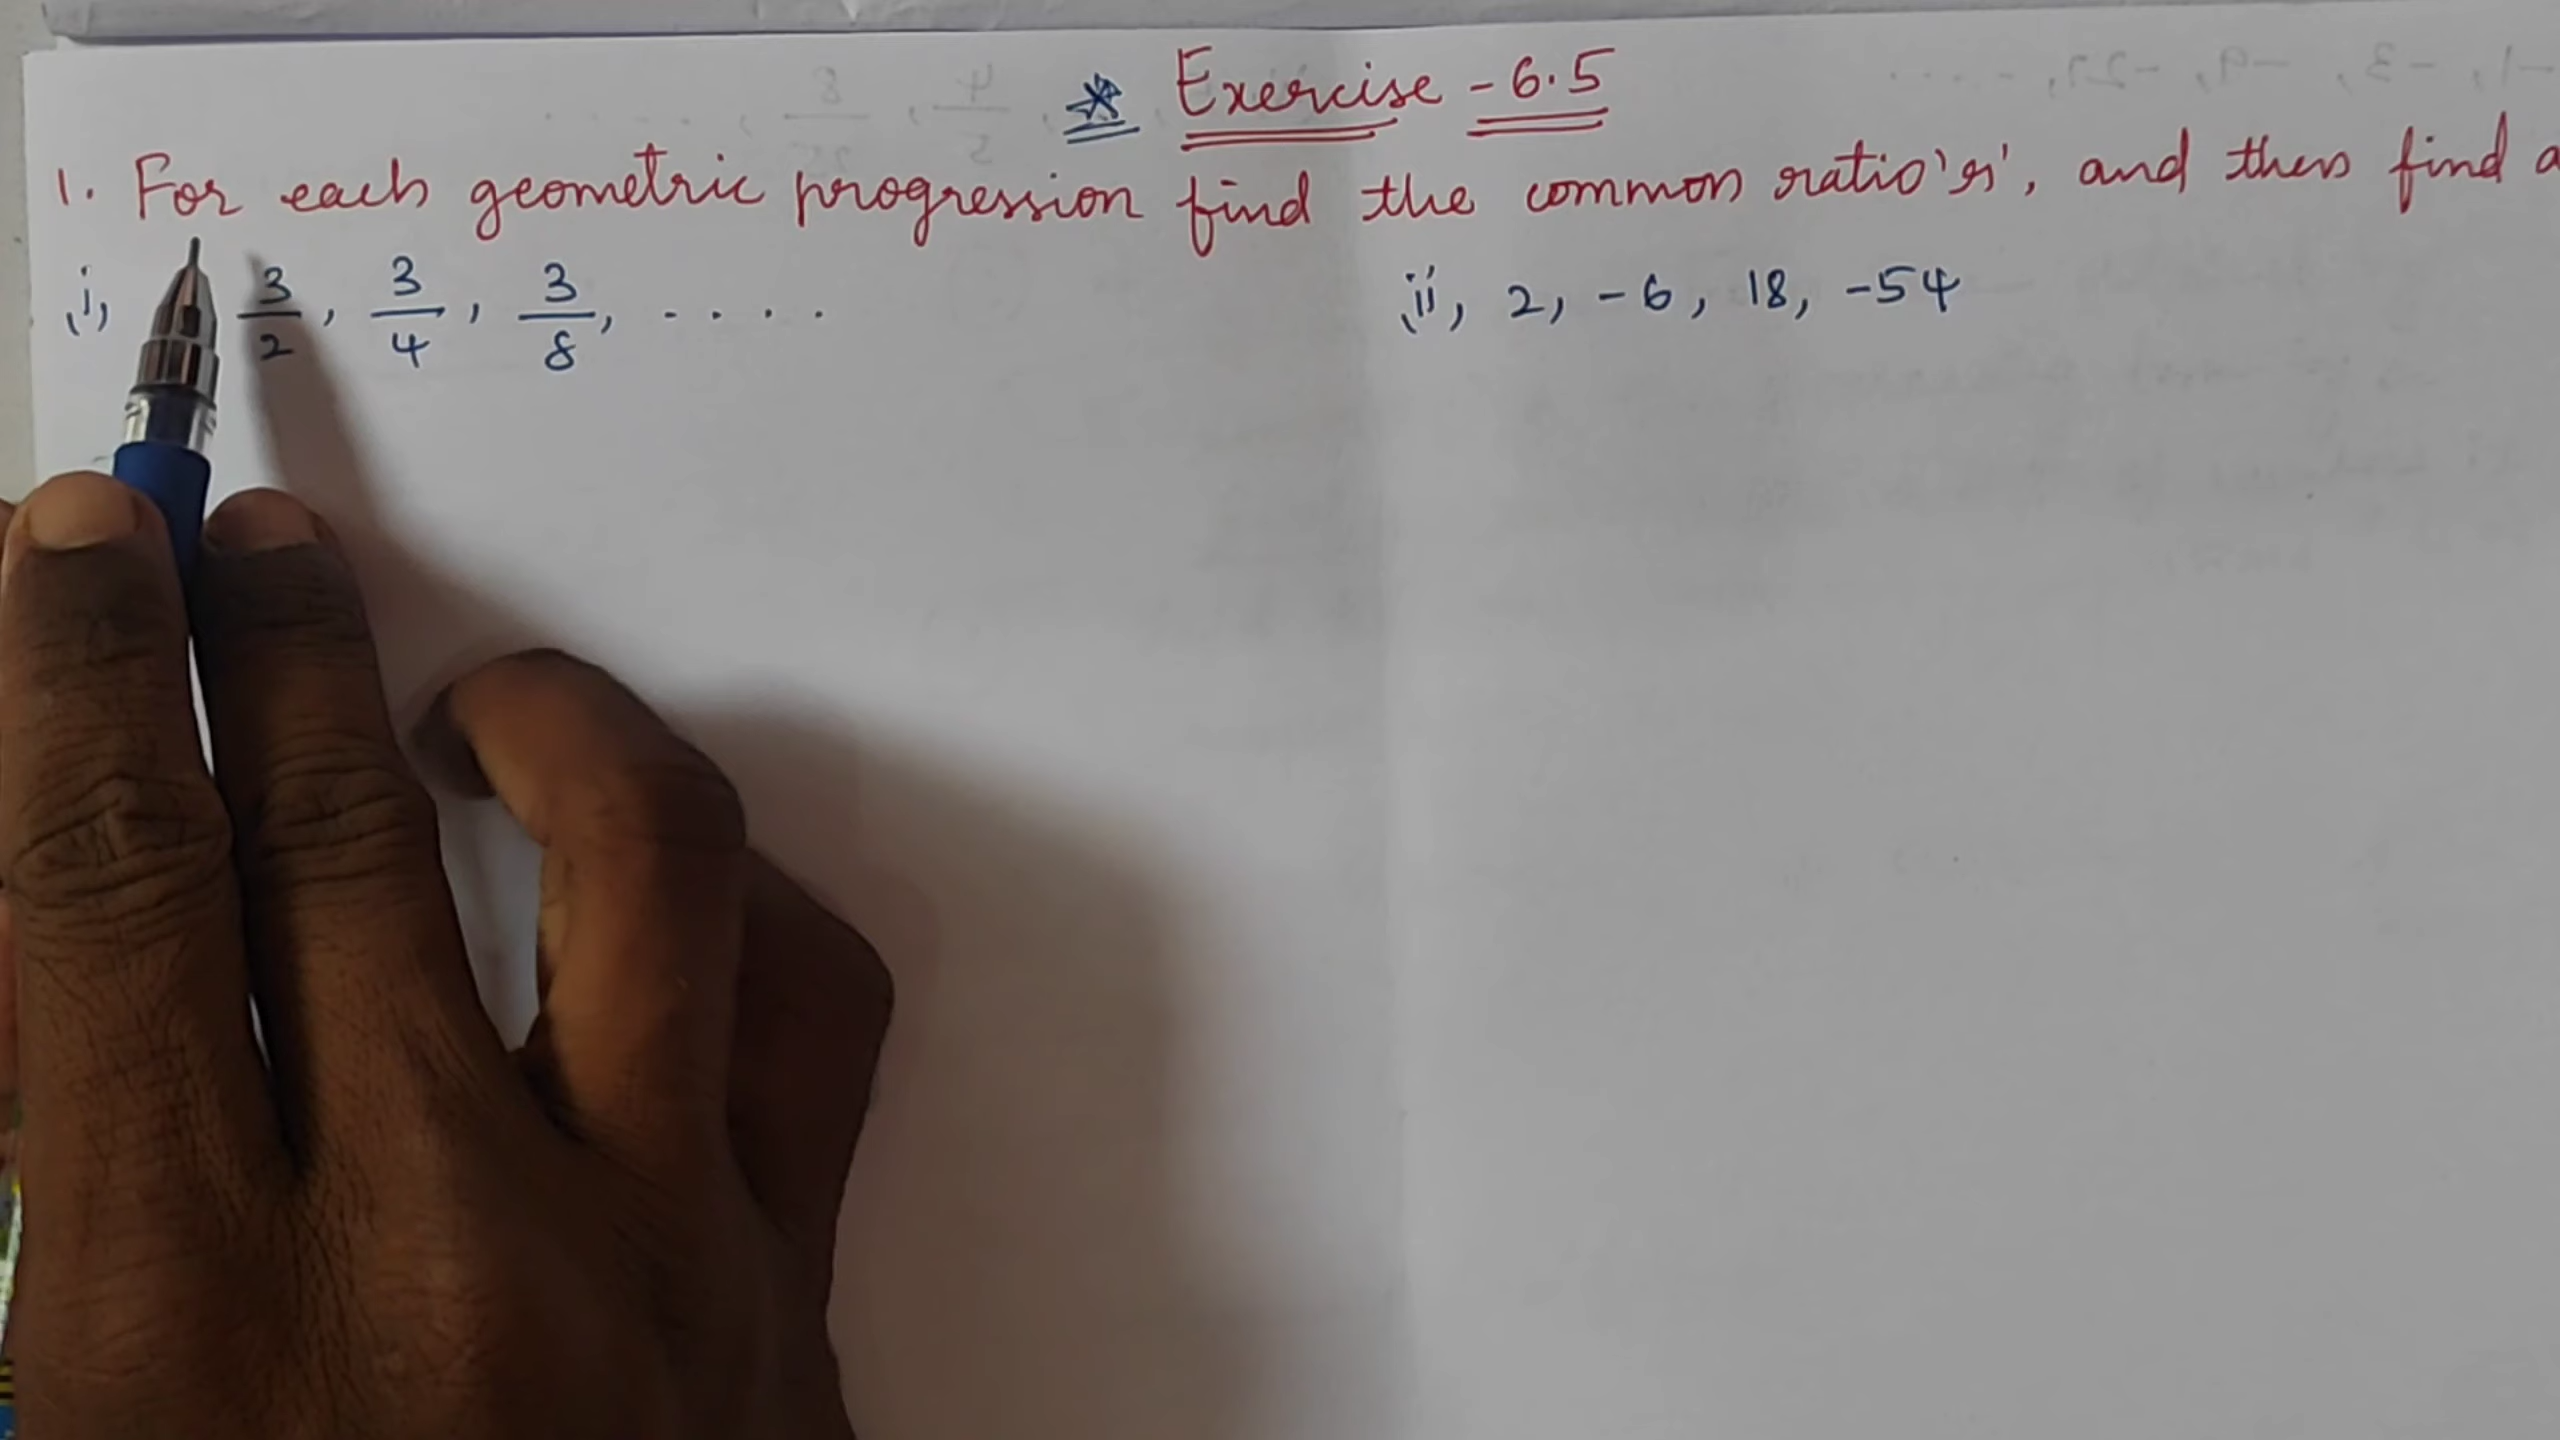 * Exercise - 6.5
1. For each geometric progression find the common ratio 'r', and then find a
(i, 3/2, 3/4, 3/8, ....
(ii, 2, -6, 18, -54